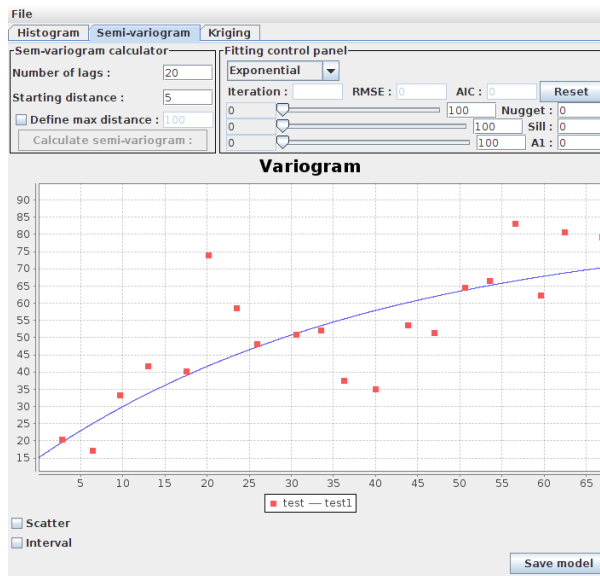 File
Histogram Semi-variogram Kriging
Sem-variogram calculator
Number of lags : 20
Starting distance : 5
Define max distance : 100
Calculate semi-variogram :
Fitting control panel
Exponential
Iteration : RMSE : 0 AIC : 0 Reset
0 100 Nugget : 0
0 100 Sill : 0
0 100 A1 : 0
Variogram
90
85
80
75
70
65
60
55
50
45
40
35
30
25
20
15
5 10 15 20 25 30 35 40 45 50 55 60 65
test test1
Scatter
Interval
Save model